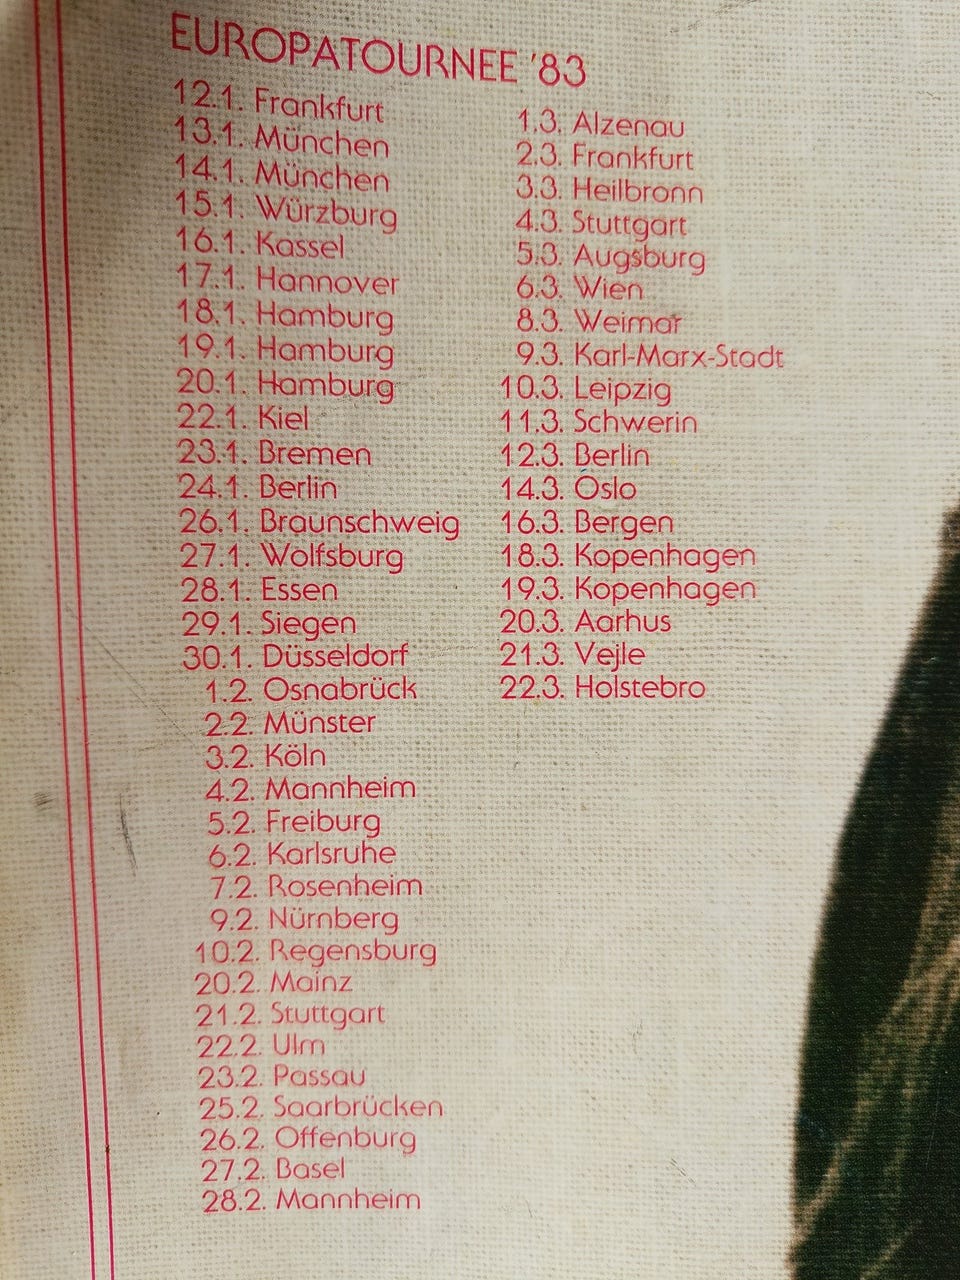 EUROPATOURNEE '83
12.1. Frankfurt
13.1. München
14.1. München
15.1. Würzburg
16.1. Kassel
17.1. Hannover
18.1. Hamburg
19.1. Hamburg
20.1. Hamburg
22.1. Kiel
23.1. Bremen
24.1. Berlin
26.1. Braunschweig
27.1. Wolfsburg
28.1. Essen
29.1. Siegen
30.1. Düsseldorf
1.2. Osnabrück
2.2. Münster
3.2. Köln
4.2. Mannheim
5.2. Freiburg
6.2. Karlsruhe
7.2. Rosenheim
9.2. Nürnberg
10.2. Regensburg
20.2. Mainz
21.2. Stuttgart
22.2. Ulm
23.2. Passau
25.2. Saarbrücken
26.2. Offenburg
27.2. Basel
28.2. Mannheim
1.3. Alzenau
2.3. Frankfurt
3.3. Heilbronn
4.3. Stuttgart
5.3. Augsburg
6.3. Wien
8.3. Weimar
9.3. Karl-Marx-Stadt
10.3. Leipzig
11.3. Schwerin
12.3. Berlin
14.3. Oslo
16.3. Bergen
18.3. Kopenhagen
19.3. Kopenhagen
20.3. Aarhus
21.3. Vejle
22.3. Holstebro